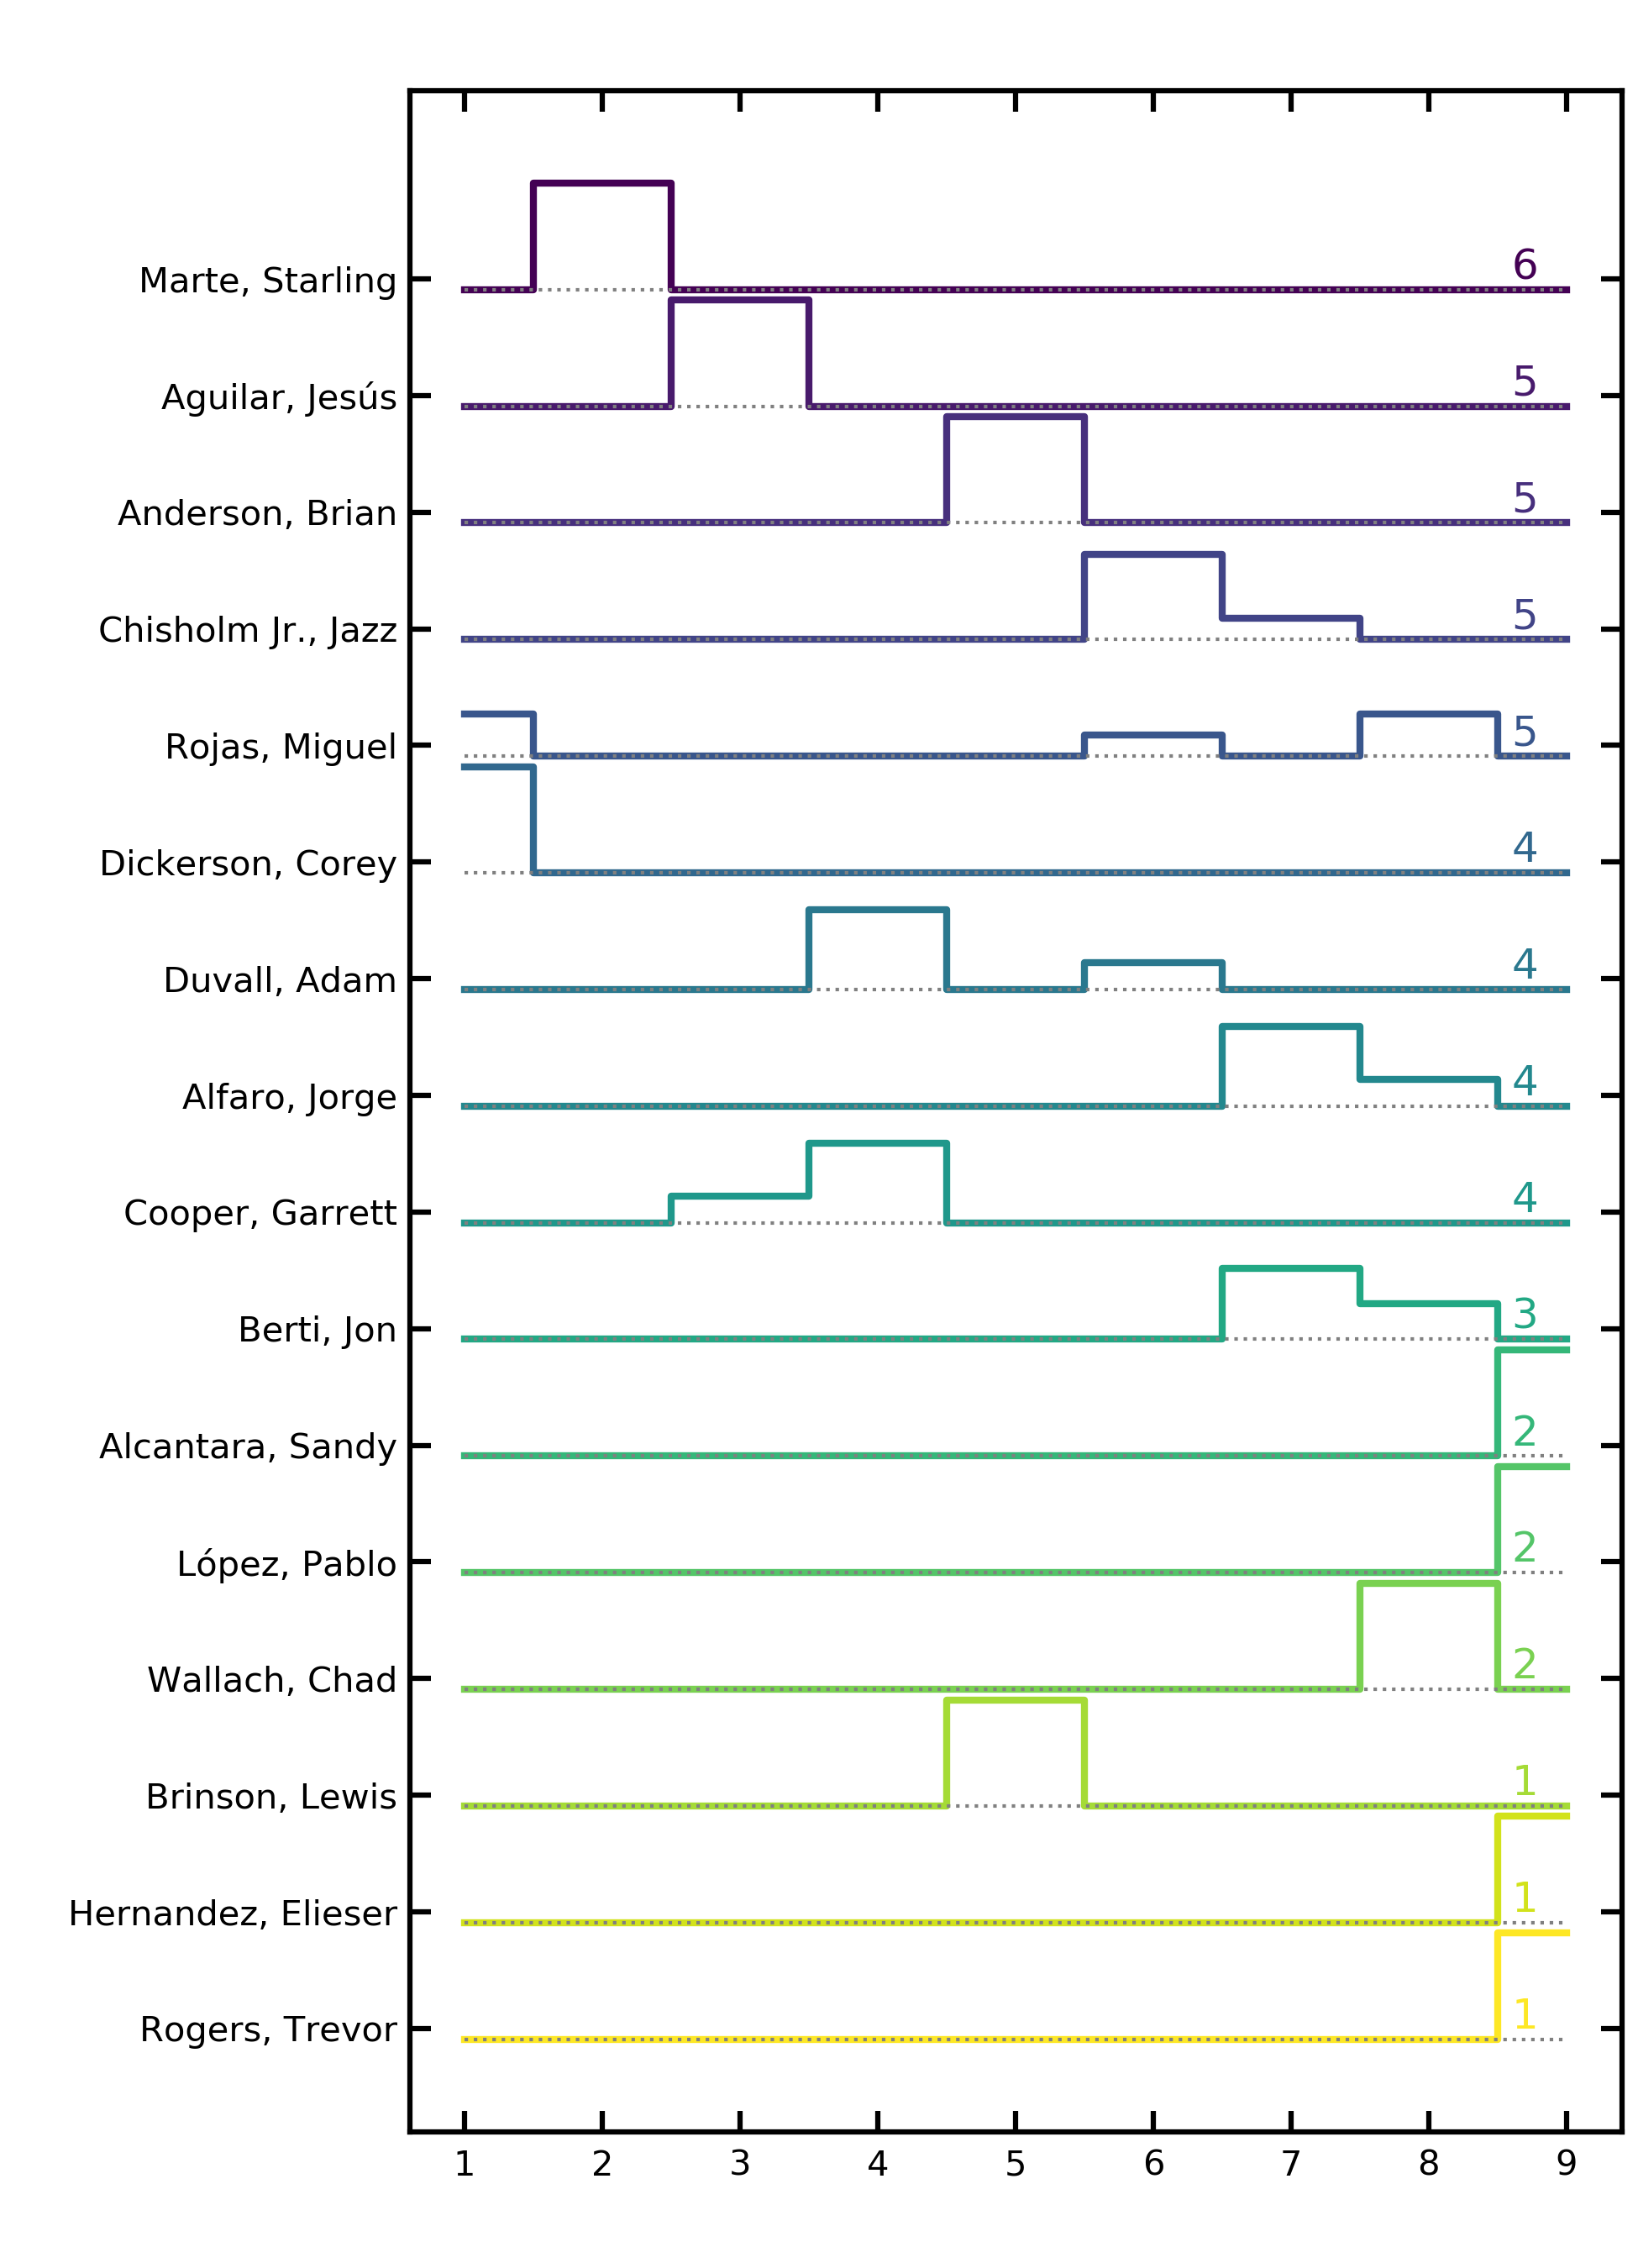 Marte, Starling 6
Aguilar, Jesús 5
Anderson, Brian 5
Chisholm Jr., Jazz 5
Rojas, Miguel 5
Dickerson, Corey 4
Duvall, Adam 4
Alfaro, Jorge 4
Cooper, Garrett 4
Berti, Jon 3
Alcantara, Sandy 2
López, Pablo 2
Wallach, Chad 2
Brinson, Lewis 1
Hernandez, Elieser 1
Rogers, Trevor 1
1 2 3 4 5 6 7 8 9